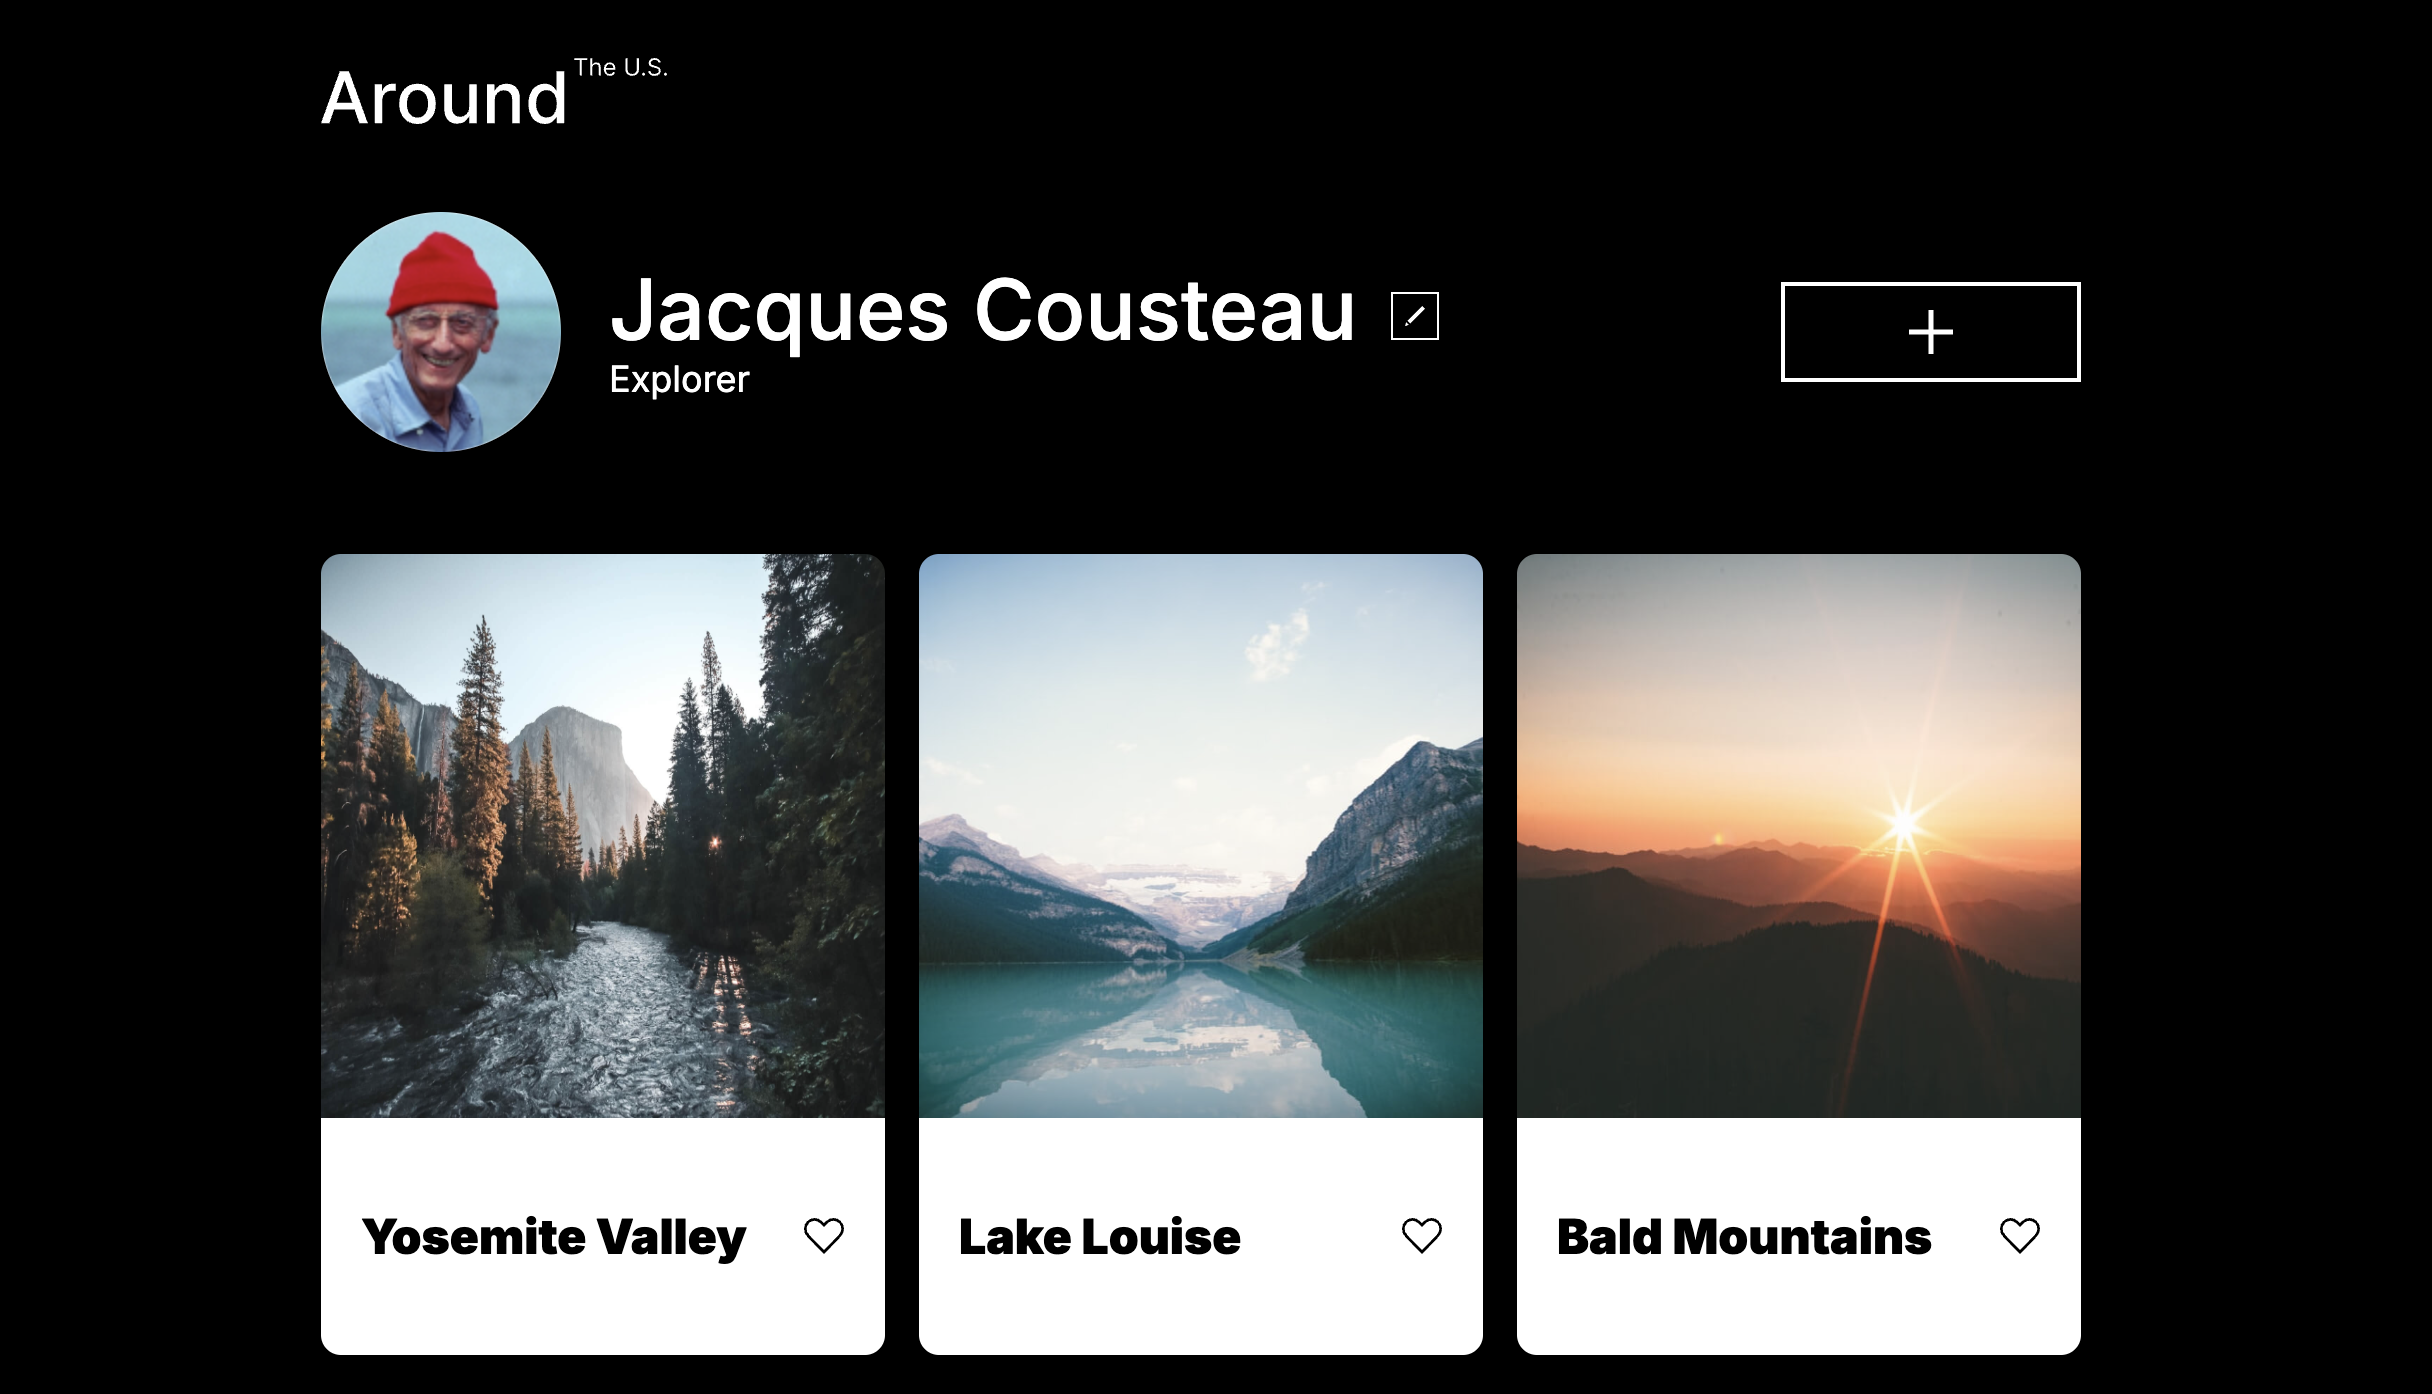 Around The U.S.
Jacques Cousteau
Explorer
Yosemite Valley
Lake Louise
Bald Mountains